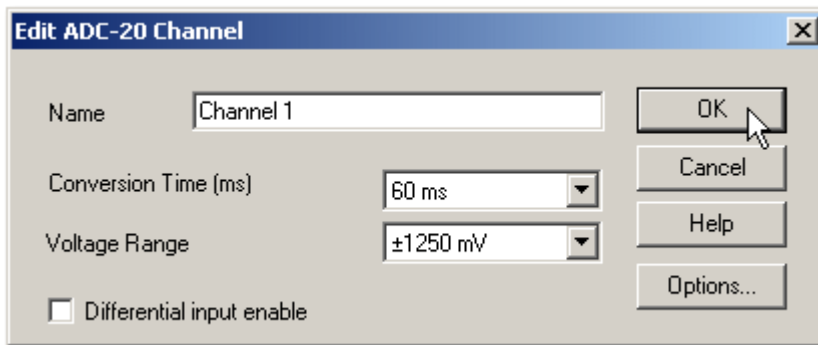 Edit ADC-20 Channel
Name
Channel 1
OK
Conversion Time (ms)
60 ms
Cancel
Voltage Range
±1250 mV
Help
Differential input enable
Options...